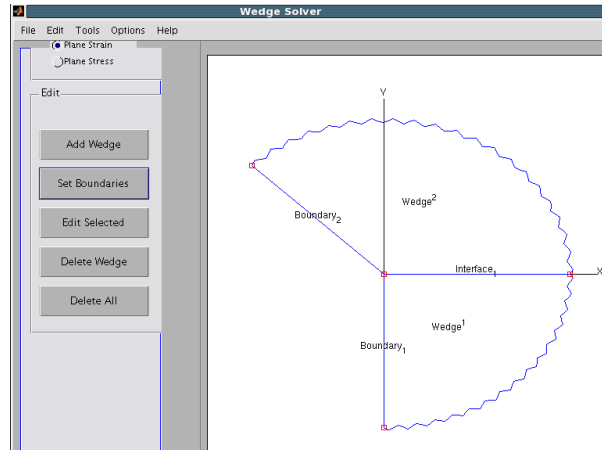 Wedge Solver
File Edit Tools Options Help
Plane Strain
Plane Stress
Edit
Add Wedge
Set Boundaries
Edit Selected
Delete Wedge
Delete All
Y
Wedge2
Boundary2
Interface1
X
Wedge1
Boundary1